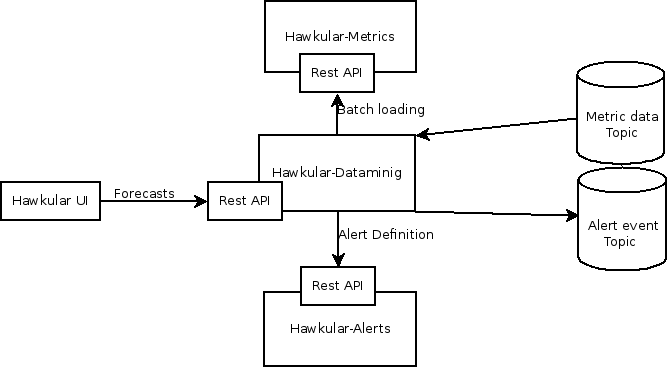 Hawkular-Metrics
Rest API
Batch loading
Metric data
Topic
Hawkular-Dataminig
Hawkular UI
Forecasts
Rest API
Alert event
Topic
Alert Definition
Rest API
Hawkular-Alerts